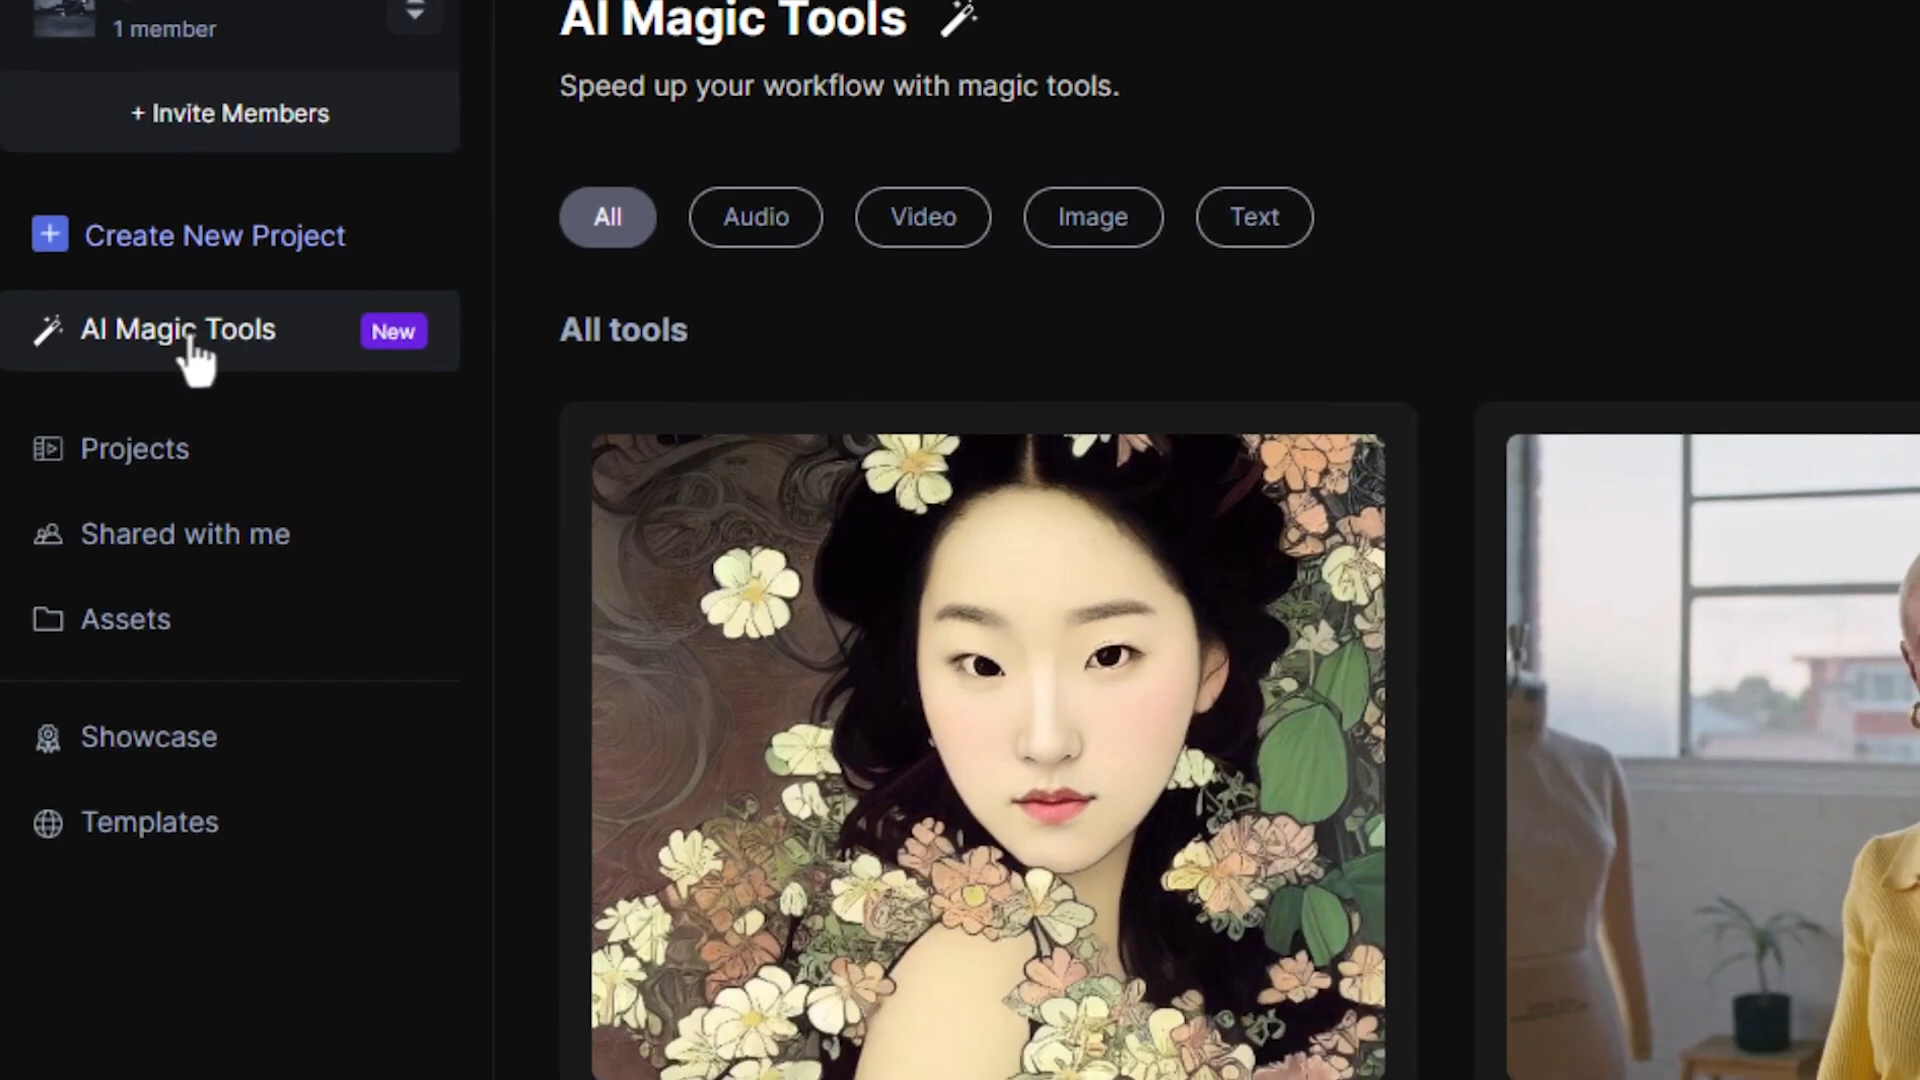 1 member
+ Invite Members
Create New Project
AI Magic Tools
New
Projects
Shared with me
Assets
Showcase
Templates
AI Magic Tools
Speed up your workflow with magic tools.
All
Audio
Video
Image
Text
All tools